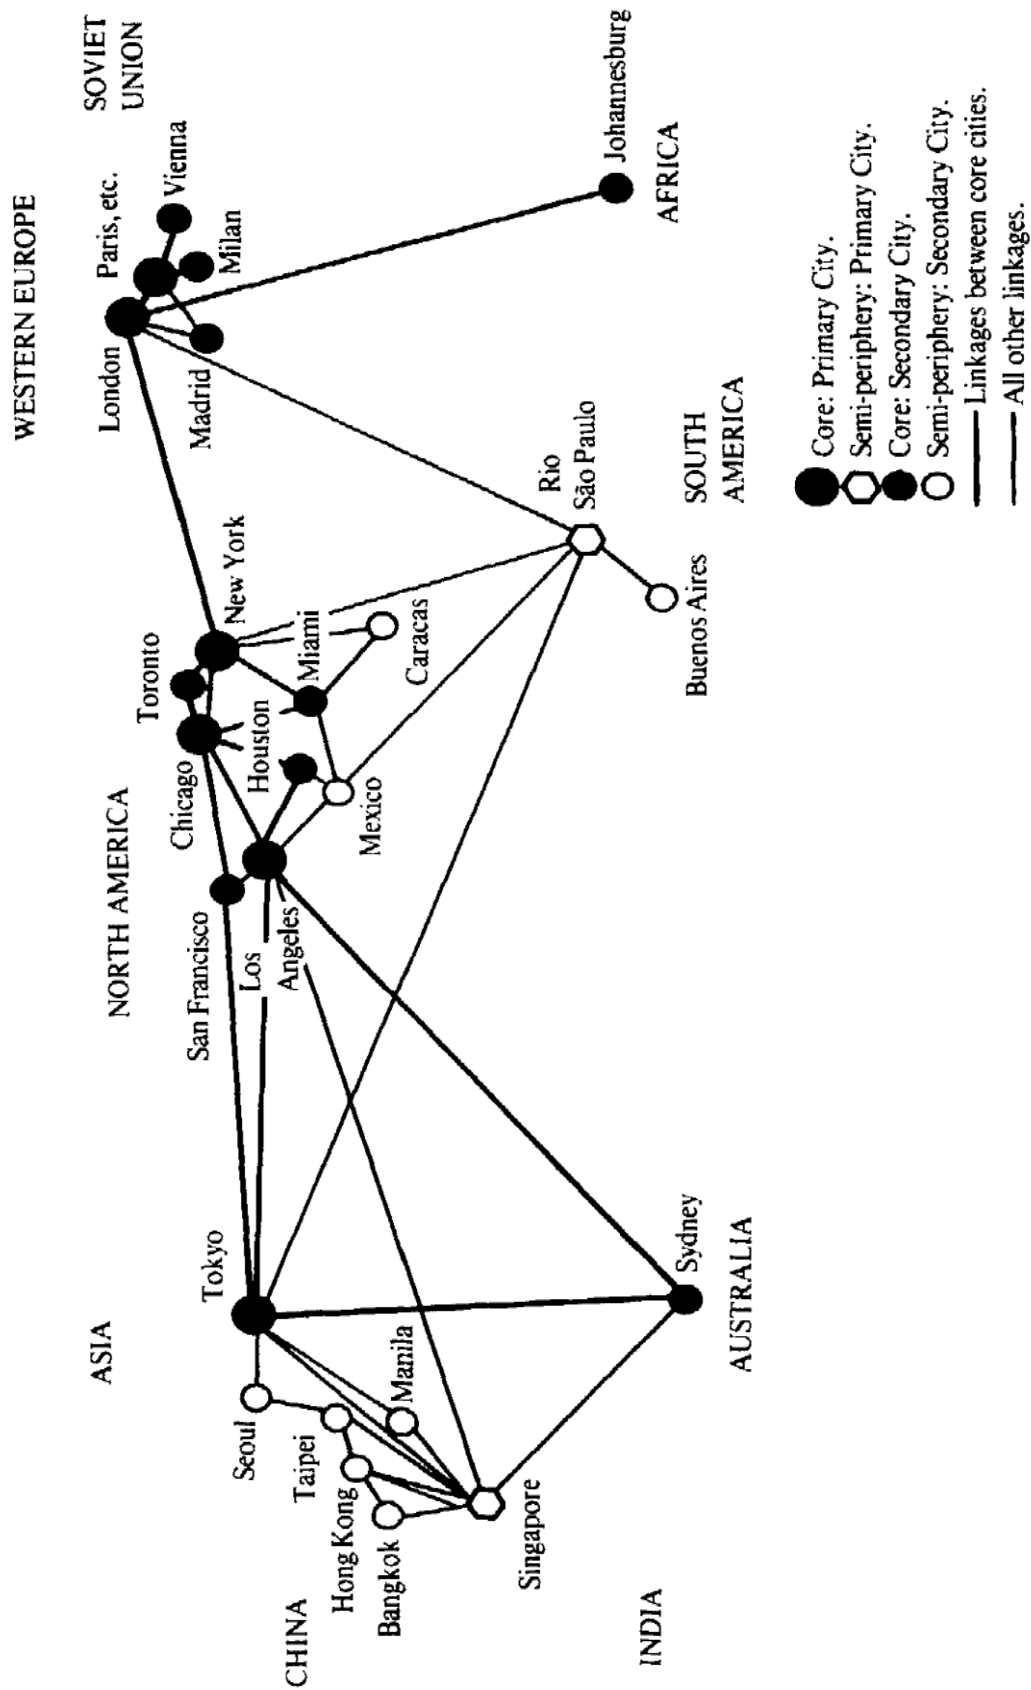 WESTERN EUROPE
SOVIET
UNION
NORTH AMERICA
ASIA
CHINA
INDIA
AUSTRALIA
SOUTH
AMERICA
AFRICA
Paris, etc.
Vienna
London
Milan
Madrid
Johannesburg
Toronto
New York
Chicago
Miami
Houston
Caracas
Mexico
San Francisco
Los
Angeles
Rio
São Paulo
Buenos Aires
Tokyo
Seoul
Taipei
Manila
Hong Kong
Bangkok
Singapore
Sydney
Core: Primary City.
Semi-periphery: Primary City.
Core: Secondary City.
Semi-periphery: Secondary City.
Linkages between core cities.
All other linkages.